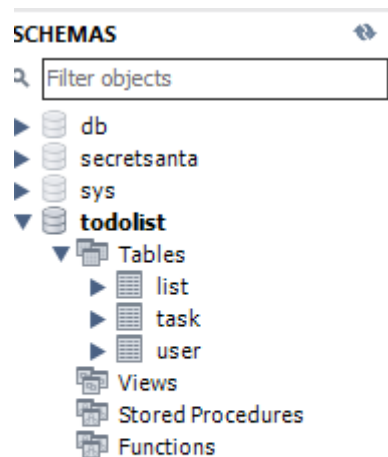 SCHEMAS
Filter objects
db
secretsanta
sys
todolist
Tables
list
task
user
Views
Stored Procedures
Functions